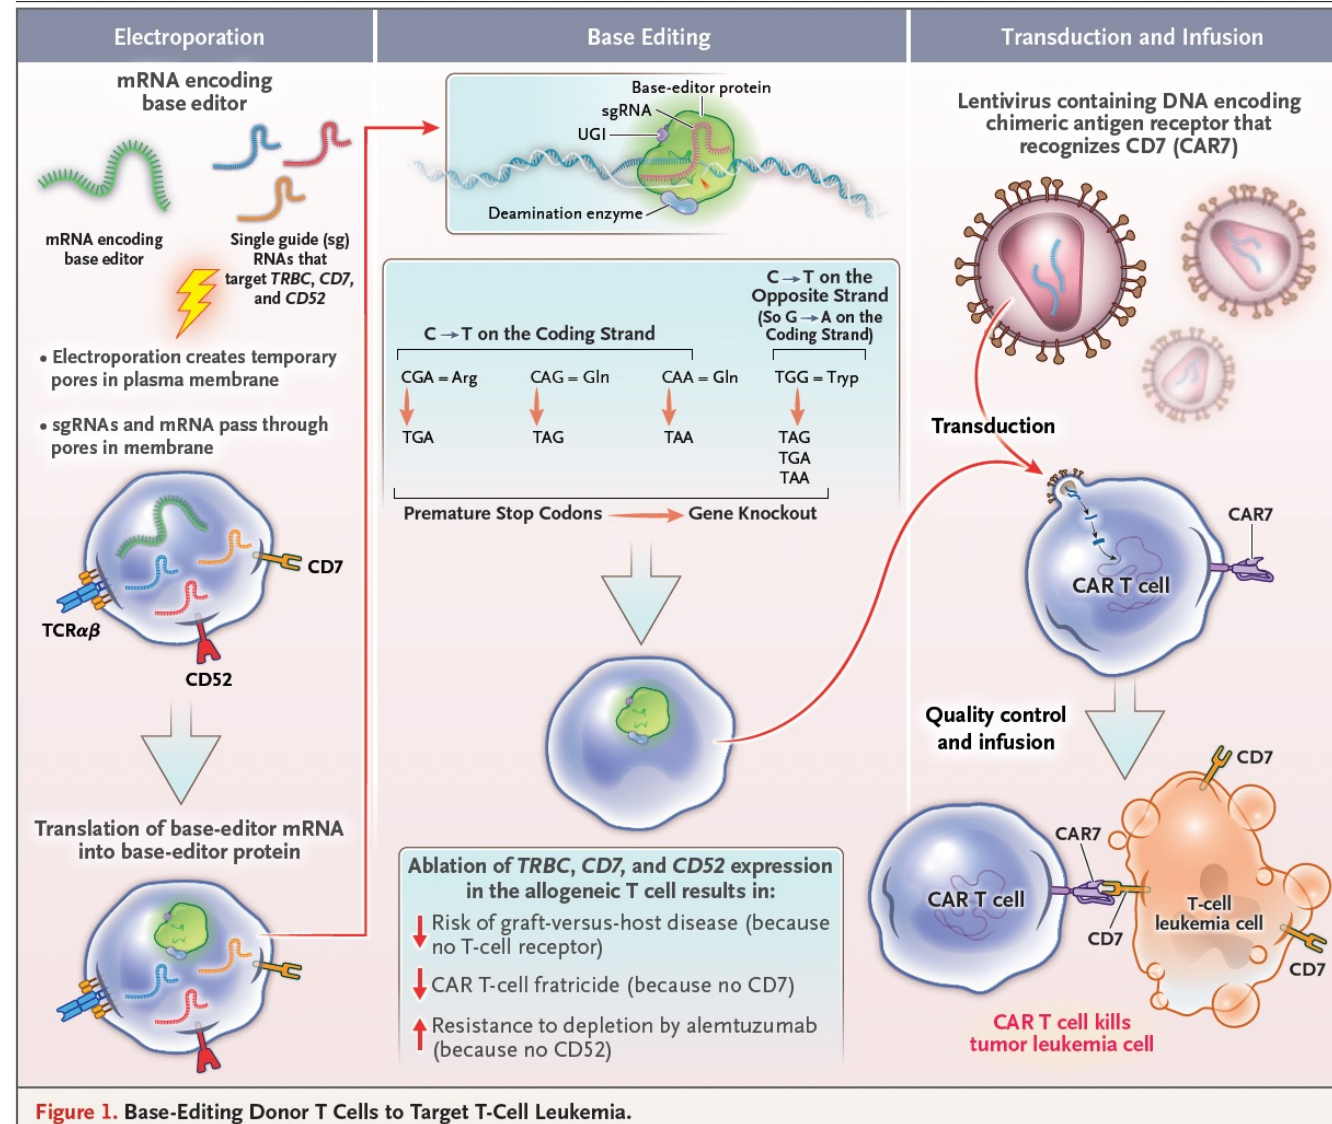 Electroporation
mRNA encoding
base editor
mRNA encoding
base editor
Single guide (sg)
RNAs that
target TRBC, CD7,
and CD52
• Electroporation creates temporary
pores in plasma membrane
• sgRNAs and mRNA pass through
pores in membrane
CD7
TCRαβ
CD52
Translation of base-editor mRNA
into base-editor protein
Base Editing
Base-editor protein
sgRNA
UGI
Deamination enzyme
C→T on the Coding Strand
C→T on the
Opposite Strand
(So G→A on the
Coding Strand)
CGA = Arg
CAG = Gln
CAA = Gln
TGG = Tryp
TGA
TAG
TAA
TAG
TGA
TAA
Premature Stop Codons → Gene Knockout
Ablation of TRBC, CD7, and CD52 expression
in the allogeneic T cell results in:
↓ Risk of graft-versus-host disease (because
no T-cell receptor)
↓ CAR T-cell fratricide (because no CD7)
↑ Resistance to depletion by alemtuzumab
(because no CD52)
Transduction and Infusion
Lentivirus containing DNA encoding
chimeric antigen receptor that
recognizes CD7 (CAR7)
Transduction
CAR7
CAR T cell
Quality control
and infusion
CD7
CAR7
CAR T cell
CD7
T-cell
leukemia cell
CD7
CAR T cell kills
tumor leukemia cell
Figure 1. Base-Editing Donor T Cells to Target T-Cell Leukemia.